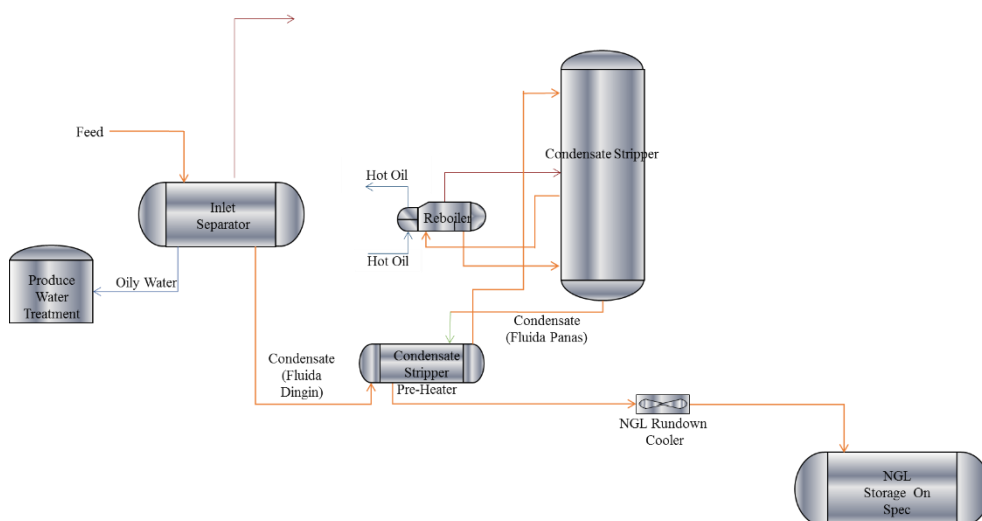 Feed
Condensate Stripper
Hot Oil
Inlet
Separator
Reboiler
Hot Oil
Produce
Water
Treatment
Oily Water
Condensate
(Fluida Panas)
Condensate
(Fluida
Dingin)
Condensate
Stripper
Pre-Heater
NGL Rundown
Cooler
NGL
Storage On
Spec